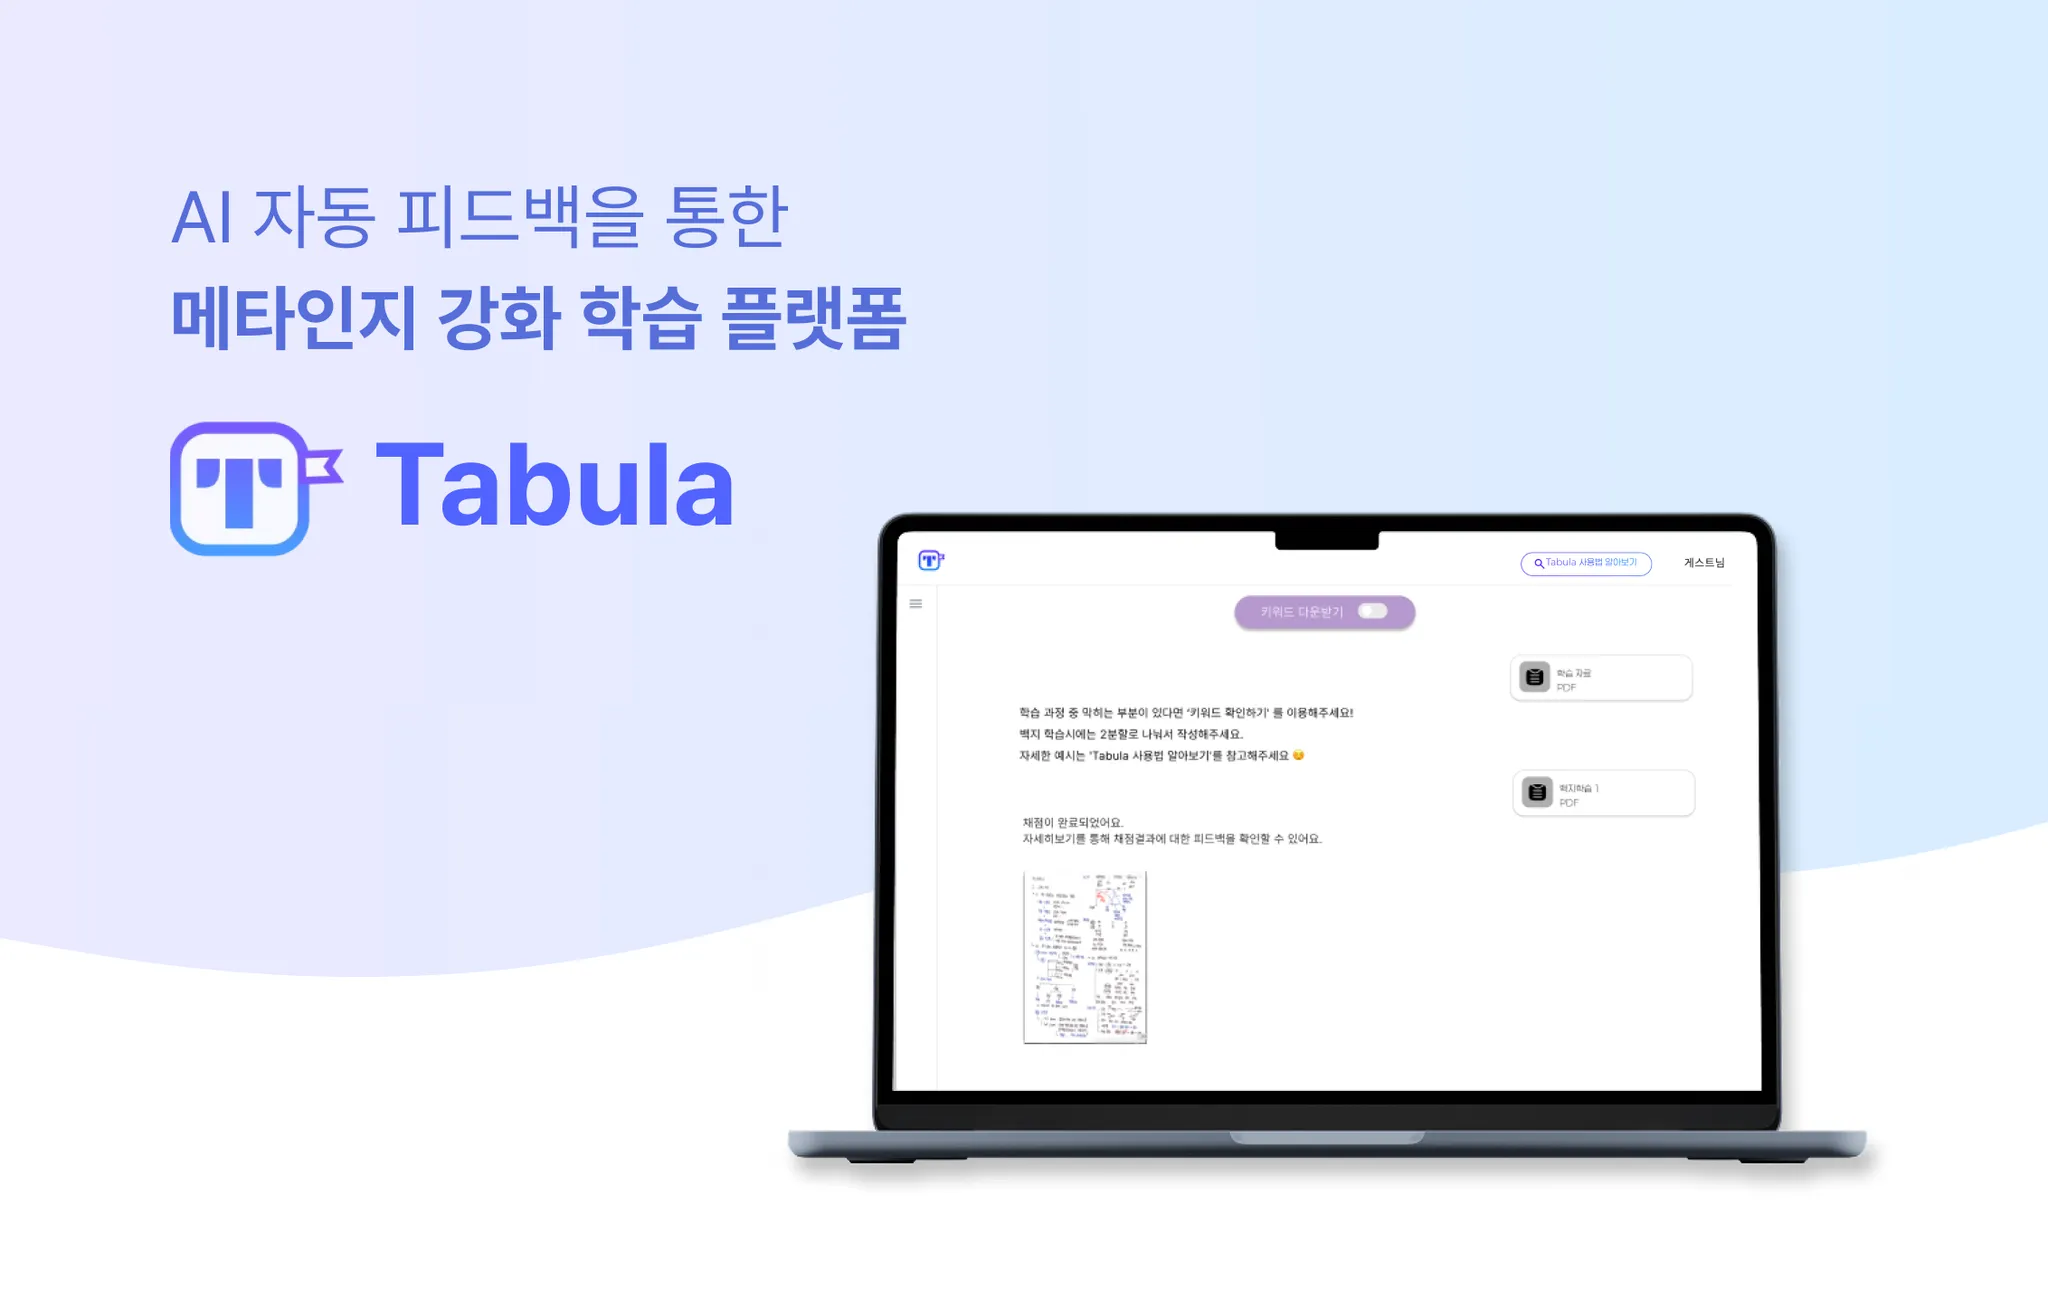 AI 자동 피드백을 통한
메타인지 강화 학습 플랫폼
T Tabula
T
Tabula 사용법 알아보기
게스트님
키워드 다운받기
학습 자료
PDF
학습 과정 중 막히는 부분이 있다면 '키워드 확인하기' 를 이용해주세요!
백지 학습시에는 2분할로 나눠서 작성해주세요.
자세한 예시는 'Tabula 사용법 알아보기'를 참고해주세요 😊
백지학습 1
PDF
채점이 완료되었어요.
자세히보기를 통해 채점결과에 대한 피드백을 확인할 수 있어요.